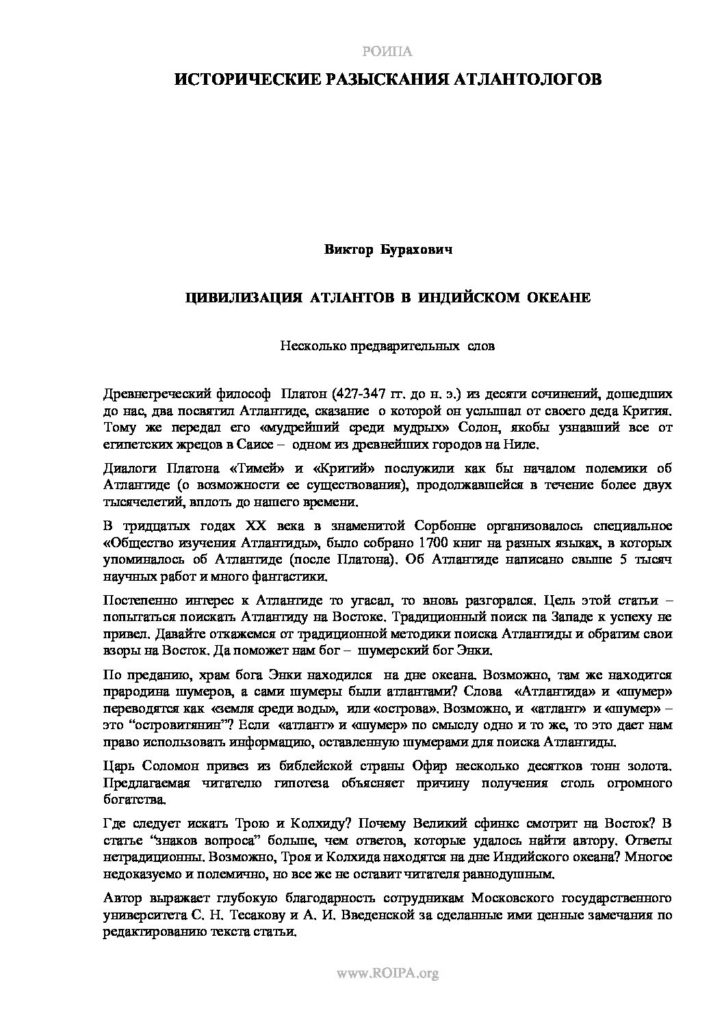 РОИПА
ИСТОРИЧЕСКИЕ РАЗЫСКАНИЯ АТЛАНТОЛОГОВ
Виктор Бурахович
ЦИВИЛИЗАЦИЯ АТЛАНТОВ В ИНДИЙСКОМ ОКЕАНЕ
Несколько предварительных слов
Древнегреческий философ Платон (427-347 гг. до н. э.) из десяти сочинений, дошедших
до нас, два посвятил Атлантиде, сказание о которой он услышал от своего деда Крития.
Тому же передал его «мудрейший среди мудрых» Солон, якобы узнавший все от
египетских жрецов в Саисе – одном из древнейших городов на Ниле.
Диалоги Платона «Тимей» и «Критий» послужили как бы началом полемики об
Атлантиде (о возможности ее существования), продолжавшейся в течение более двух
тысячелетий, вплоть до нашего времени.
В тридцатых годах XX века в знаменитой Сорбонне организовалось специальное
«Общество изучения Атлантиды», было собрано 1700 книг на разных языках, в которых
упоминалось об Атлантиде (после Платона). Об Атлантиде написано свыше 5 тысяч
научных работ и много фантастики.
Постепенно интерес к Атлантиде то угасал, то вновь разгорался. Цель этой статьи –
попытаться поискать Атлантиду на Востоке. Традиционный поиск па Западе к успеху не
привел. Давайте откажемся от традиционной методики поиска Атлантиды и обратим свои
взоры на Восток. Да поможет нам бог – шумерский бог Энки.
По преданию, храм бога Энки находился на дне океана. Возможно, там же находится
прародина шумеров, а сами шумеры были атлантами? Слова «Атлантида» и «шумер»
переводятся как «земля среди воды», или «острова». Возможно, и «атлант» и «шумер» –
это “островитянин”? Если «атлант» и «шумер» по смыслу одно и то же, то это дает нам
право использовать информацию, оставленную шумерами для поиска Атлантиды.
Царь Соломон привез из библейской страны Офир несколько десятков тонн золота.
Предлагаемая читателю гипотеза объясняет причину получения столь огромного
богатства.
Где следует искать Трою и Колхиду? Почему Великий сфинкс смотрит на Восток? В
статье “знаков вопроса” больше, чем ответов, которые удалось найти автору. Ответы
нетрадиционны. Возможно, Троя и Колхида находятся на дне Индийского океана? Многое
недоказуемо и полемично, но все же не оставит читателя равнодушным.
Автор выражает глубокую благодарность сотрудникам Московского государственного
университета С. Н. Тесакову и А. И. Введенской за сделанные ими ценные замечания по
редактированию текста статьи.
www.ROIPA.org